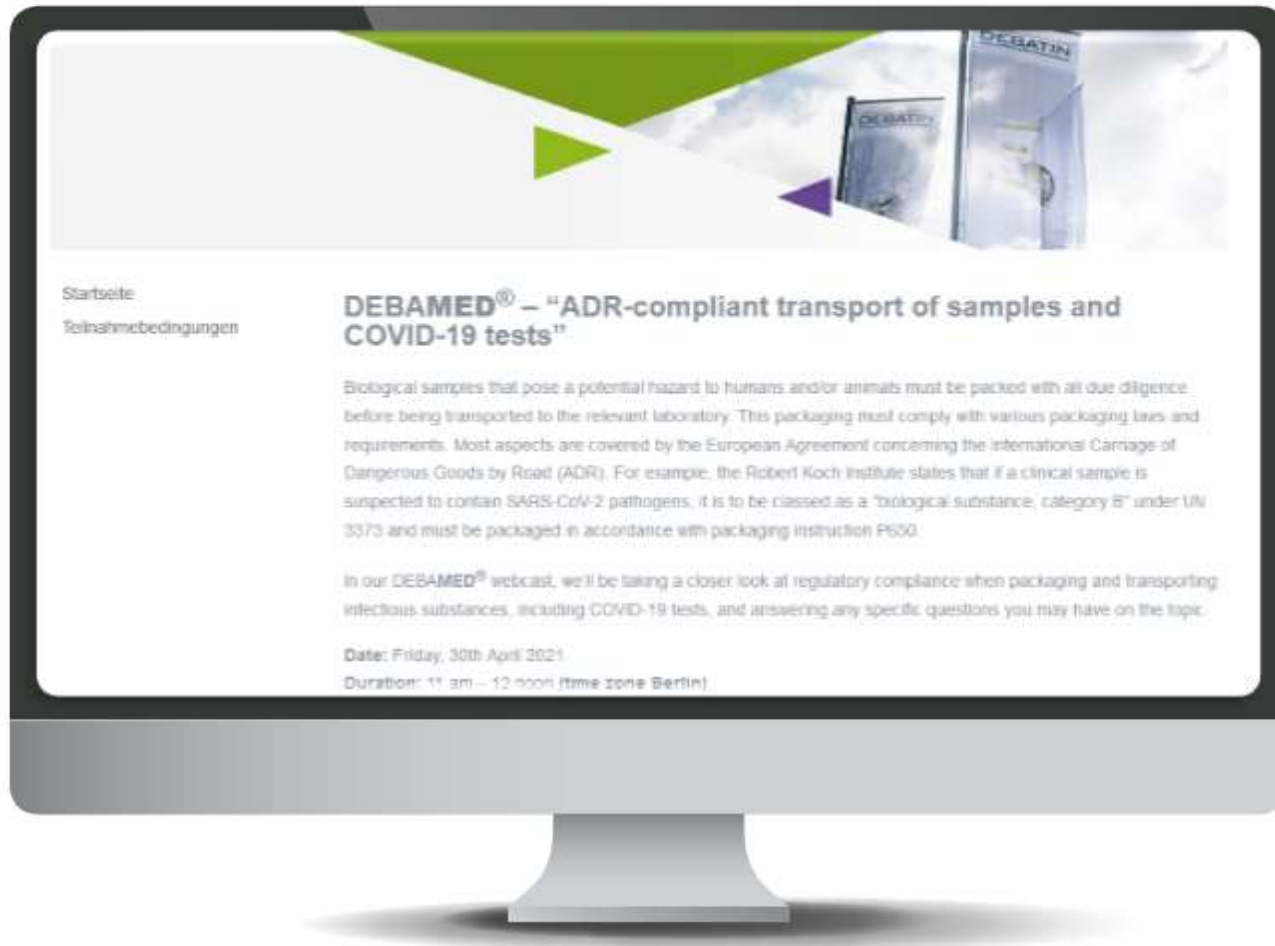 DEBATIN
DEBATIN
Startseite
Teilnahmebedingungen
DEBAMED® – “ADR-compliant transport of samples and
COVID-19 tests”
Biological samples that pose a potential hazard to humans and/or animals must be packed with all due diligence
before being transported to the relevant laboratory. This packaging must comply with various packaging laws and
requirements. Most aspects are covered by the European Agreement concerning the International Carriage of
Dangerous Goods by Road (ADR). For example, the Robert Koch Institute states that if a clinical sample is
suspected to contain SARS-CoV-2 pathogens, it is to be classed as a "biological substance, category B" under UN
3373 and must be packaged in accordance with packaging instruction P650.
In our DEBAMED® webcast, we'll be taking a closer look at regulatory compliance when packaging and transporting
infectious substances, including COVID-19 tests, and answering any specific questions you may have on the topic.
Date: Friday, 30th April 2021
Duration: 11 am – 12 noon (time zone Berlin)